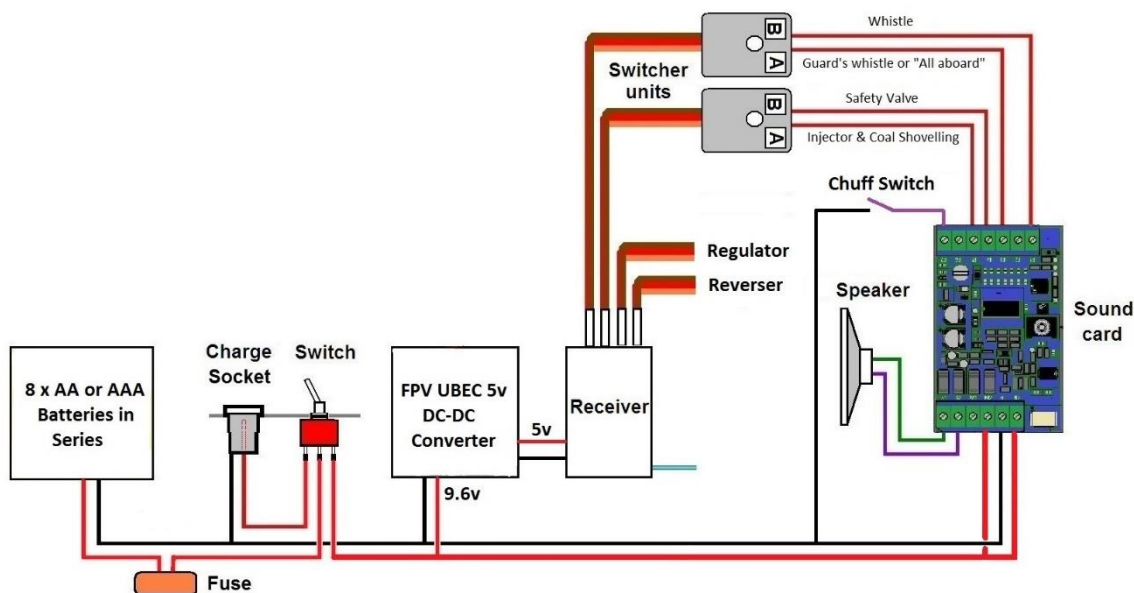 Whistle
B
A
Guard's whistle or "All aboard"
Switcher
units
B
A
Safety Valve
Injector & Coal Shovelling
Chuff Switch
Regulator
Reverser
Speaker
Sound
card
Charge
Socket
Switch
8 x AA or AAA
Batteries in
Series
FPV UBEC 5v
DC-DC
Converter
5v
Receiver
9.6v
Fuse